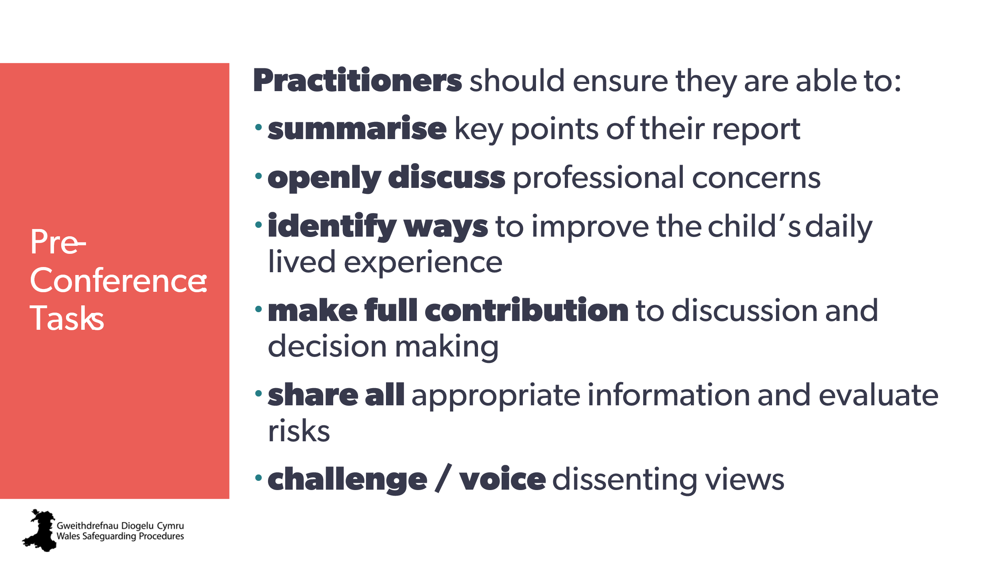 Pre-
Conference:
Tasks
Practitioners should ensure they are able to:
• summarise key points of their report
• openly discuss professional concerns
• identify ways to improve the child’s daily
lived experience
• make full contribution to discussion and
decision making
• share all appropriate information and evaluate
risks
• challenge / voice dissenting views
Gweithdrefnau Diogelu Cymru
Wales Safeguarding Procedures